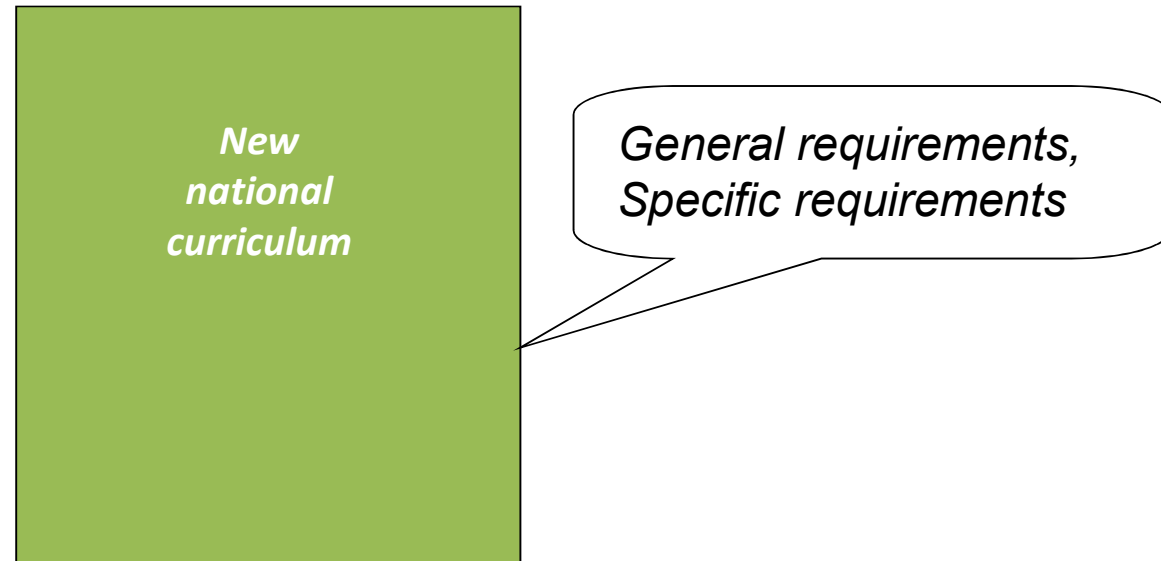 New
national
curriculum
General requirements,
Specific requirements